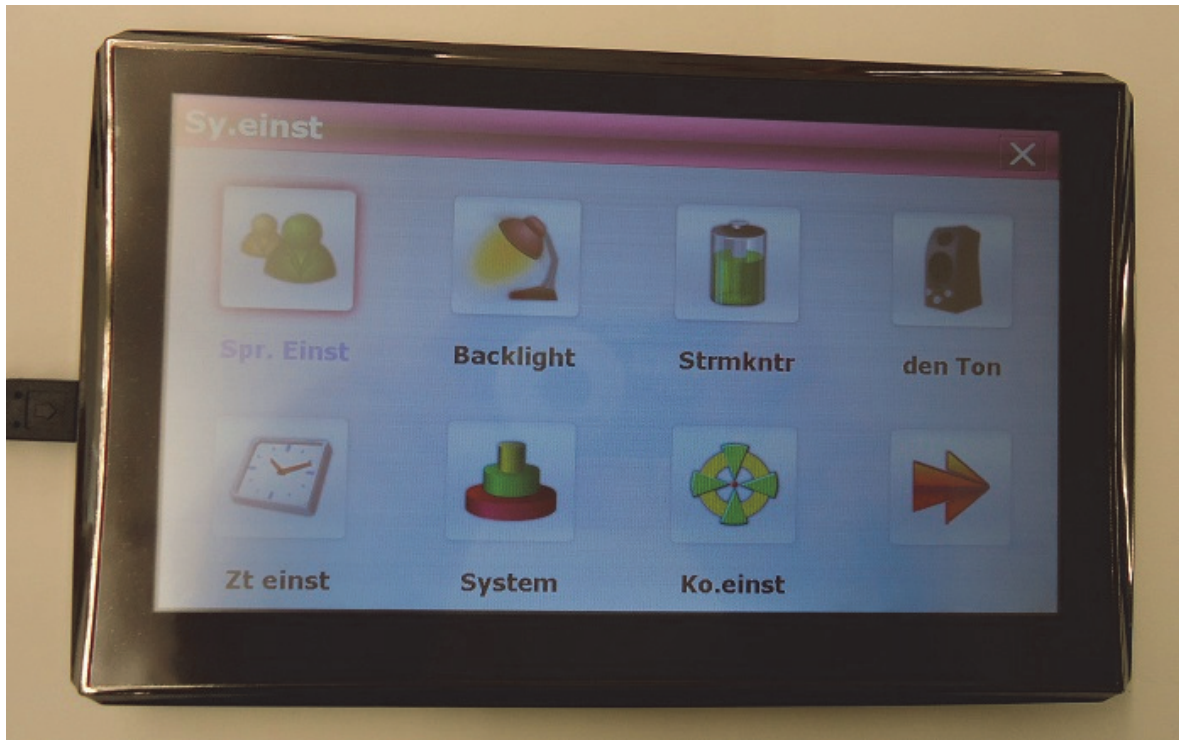 Sy.einst
Spr. Einst
Backlight
Strmkntr
den Ton
Zt einst
System
Ko.einst